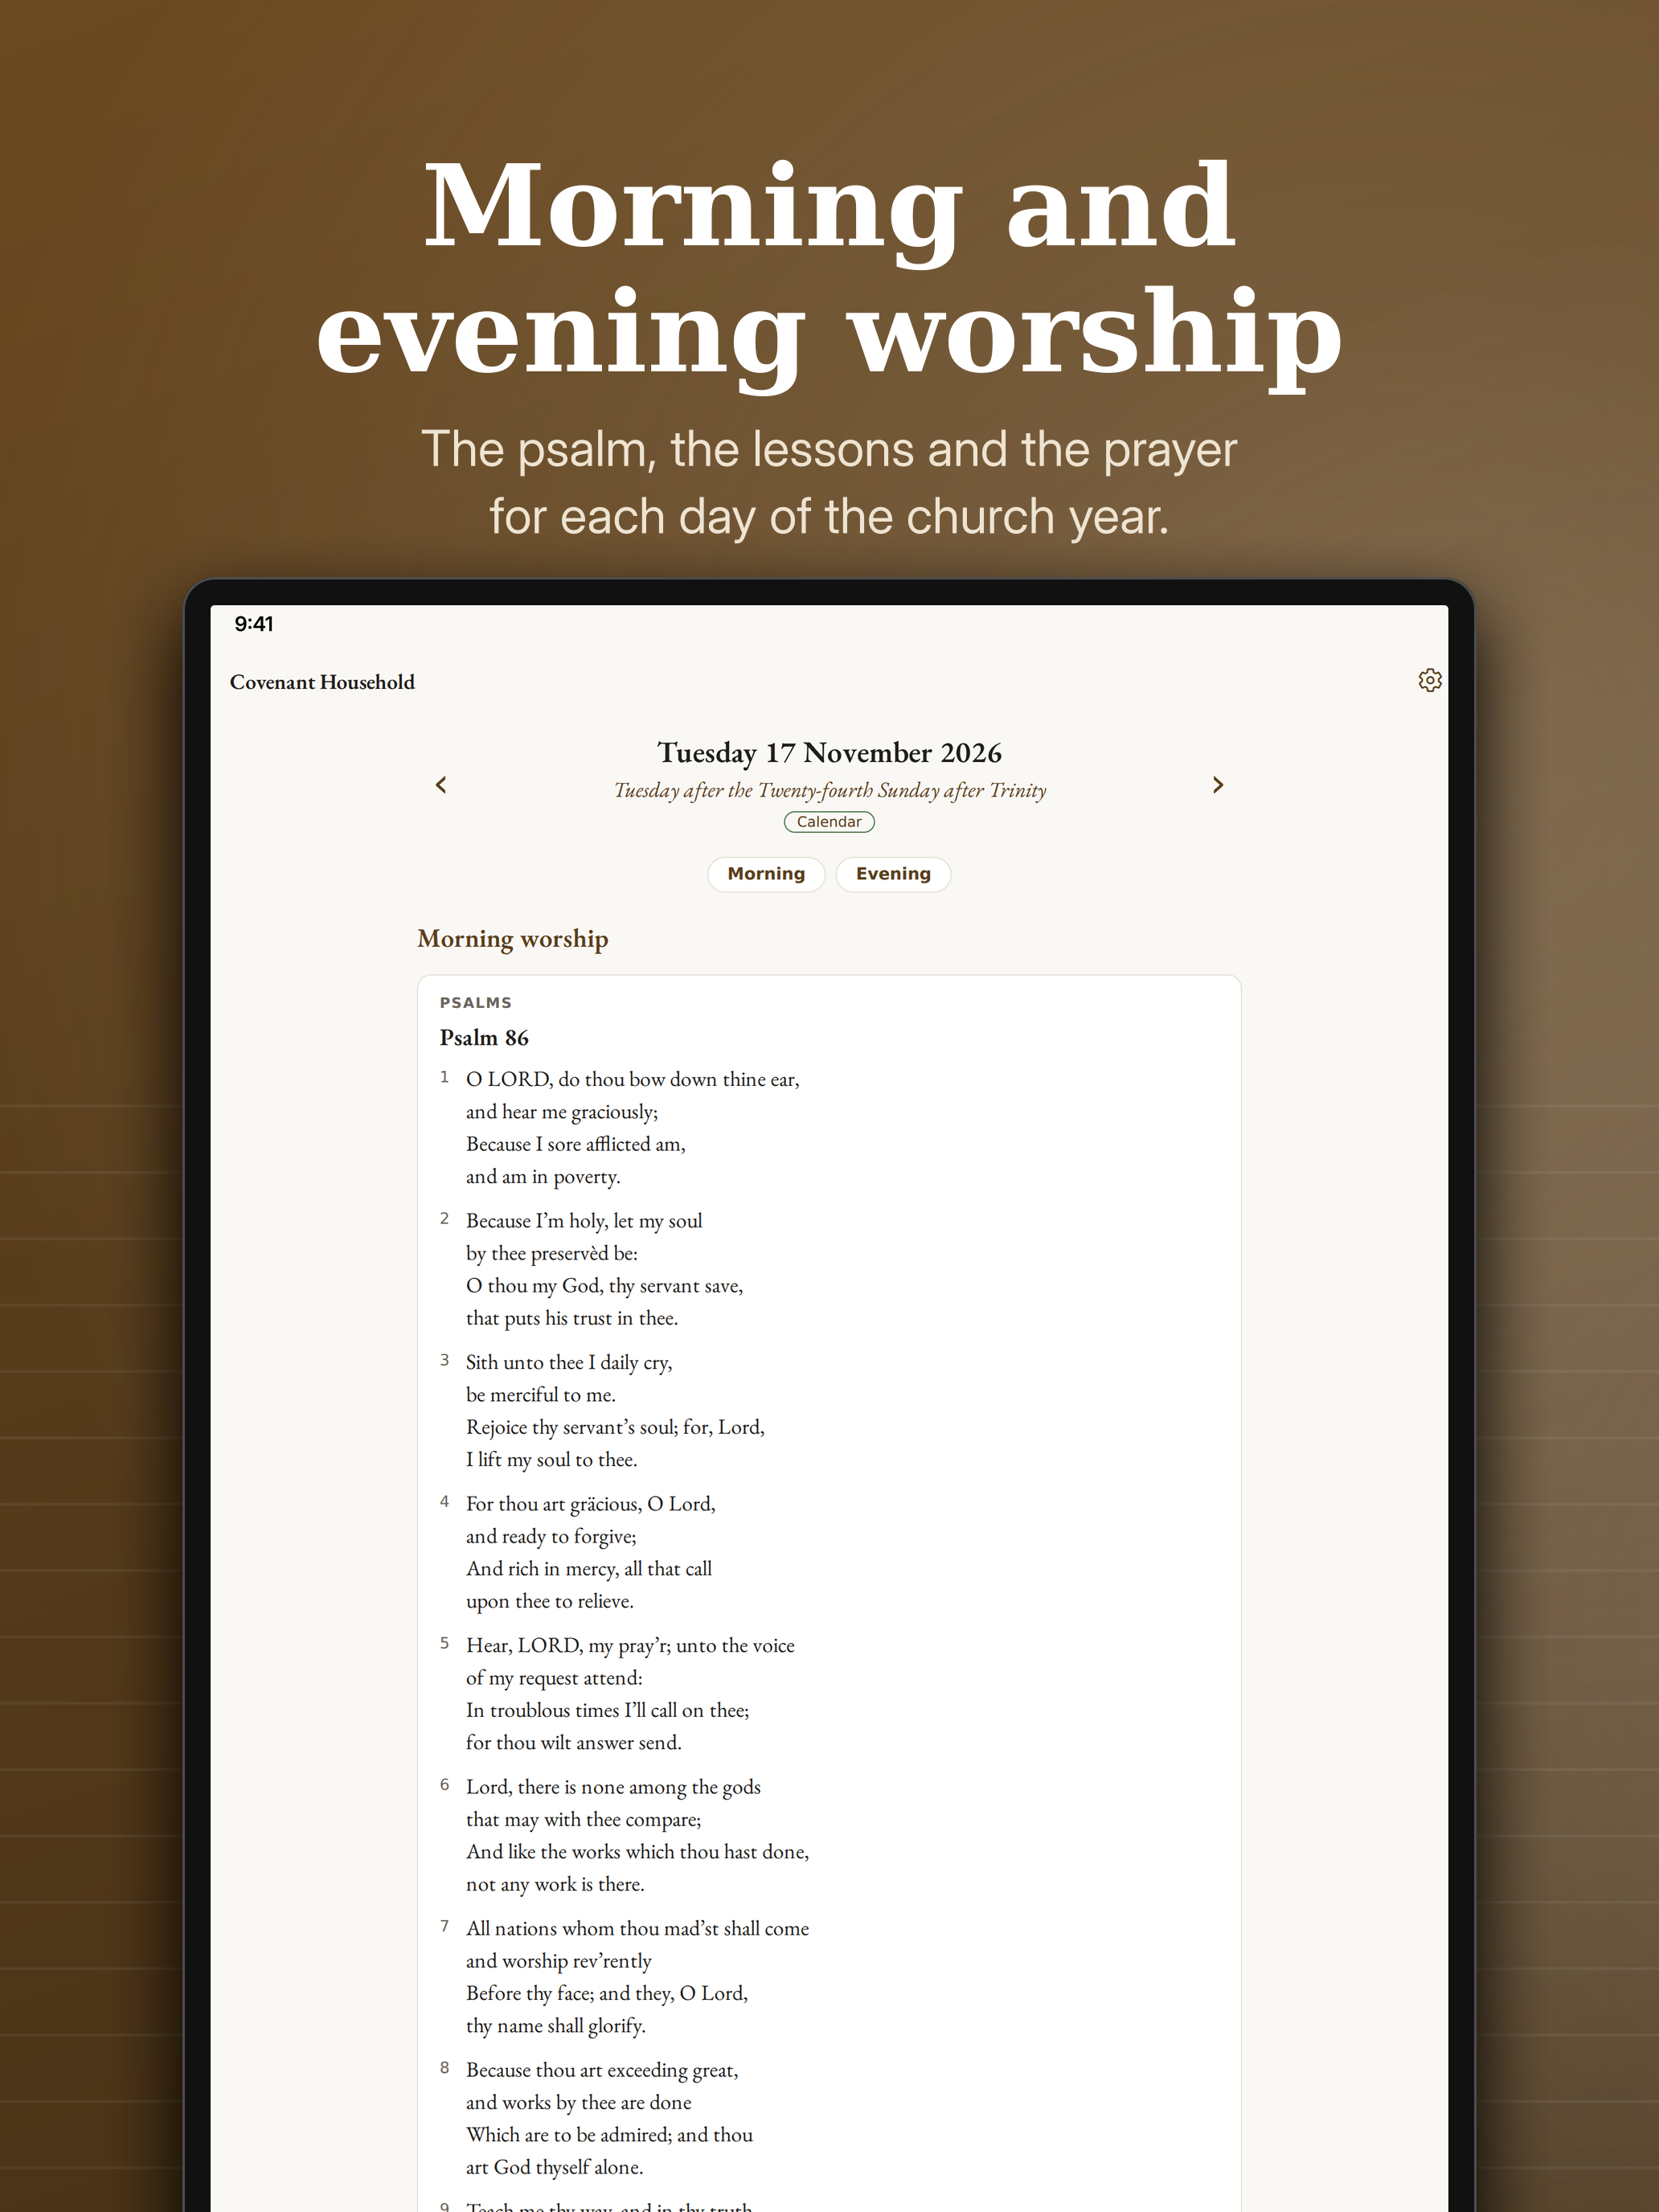 Morning and
evening worship
The psalm, the lessons and the prayer
for each day of the church year.
9:41
Covenant Household
Tuesday 17 November 2026
Tuesday after the Twenty-fourth Sunday after Trinity
Calendar
Morning Evening
Morning worship
PSALMS
Psalm 86
1 O LORD, do thou bow down thine ear,
and hear me graciously;
Because I sore afflicted am,
and am in poverty.
2 Because I’m holy, let my soul
by thee preservèd be:
O thou my God, thy servant save,
that puts his trust in thee.
3 Sith unto thee I daily cry,
be merciful to me.
Rejoice thy servant’s soul; for, Lord,
I lift my soul to thee.
4 For thou art gräcious, O Lord,
and ready to forgive;
And rich in mercy, all that call
upon thee to relieve.
5 Hear, LORD, my pray’r; unto the voice
of my request attend:
In troublous times I’ll call on thee;
for thou wilt answer send.
6 Lord, there is none among the gods
that may with thee compare;
And like the works which thou hast done,
not any work is there.
7 All nations whom thou mad’st shall come
and worship rev’rently
Before thy face; and they, O Lord,
thy name shall glorify.
8 Because thou art exceeding great,
and works by thee are done
Which are to be admired; and thou
art God thyself alone.
9 Teach me thy way, and in thy truth